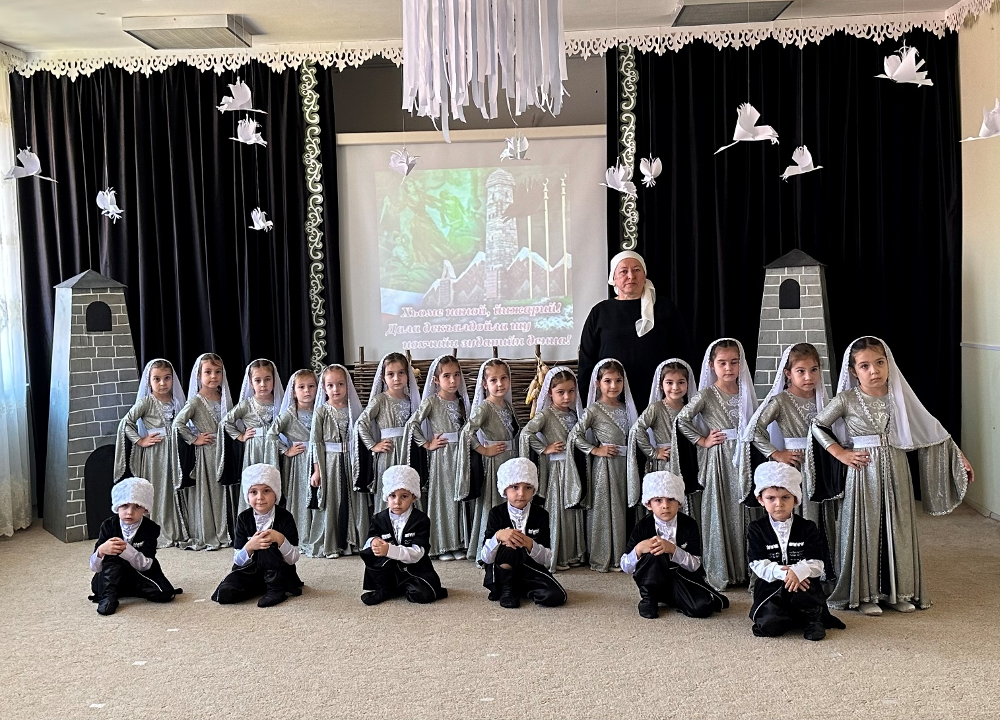 Хьоме наной, йижарий!
Дала декъалдойла шу
нохчийн зударийн денца!